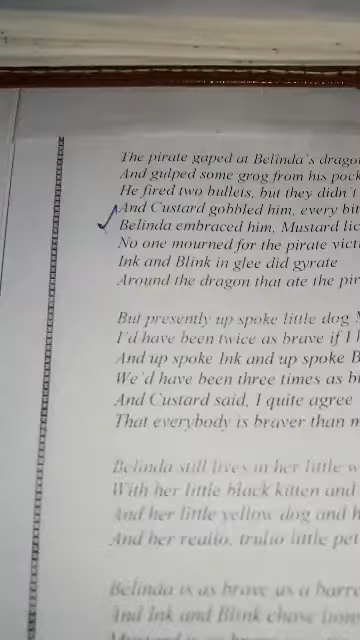 The pirate gaped at Belinda's drago
And gulped some grog from his pock
He fired two bullets, but they didn't
And Custard gobbled him, every bit
Belinda embraced him, Mustard lic
No one mourned for the pirate victi
Ink and Blink in glee did gyrate
Around the dragon that ate the pir
But presently up spoke little dog M
I'd have been twice as brave if I h
And up spoke Ink and up spoke B
We'd have been three times as br
And Custard said, I quite agree
That everybody is braver than m
Belinda still lives in her little w
With her little black kitten and
And her little yellow dog and h
And her realio, trulio little pet
Belinda is as brave as a barre
And Ink and Blink chase lions